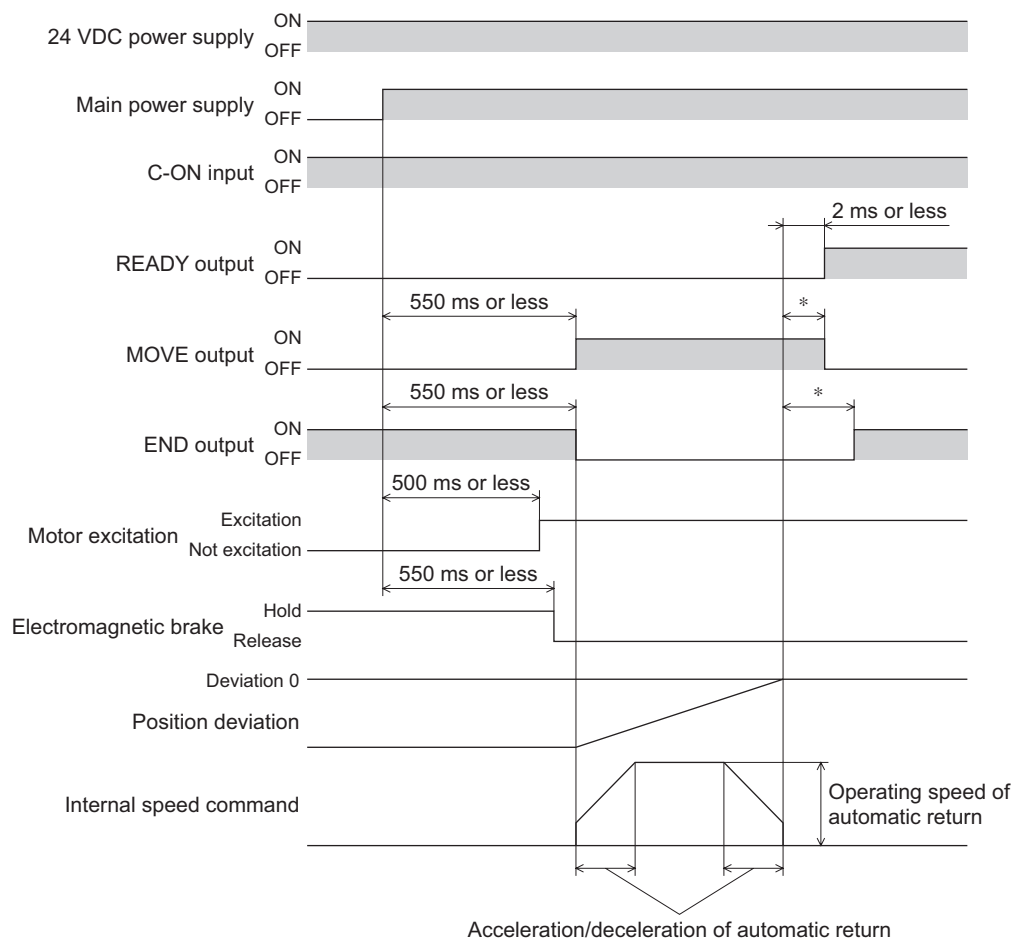 24 VDC power supply ON
OFF
Main power supply ON
OFF
C-ON input ON
OFF
2 ms or less
READY output ON
OFF
550 ms or less *
MOVE output ON
OFF
550 ms or less *
END output ON
OFF
500 ms or less
Motor excitation Excitation
Not excitation
550 ms or less
Electromagnetic brake Hold
Release
Deviation 0
Position deviation
Internal speed command
Operating speed of
automatic return
Acceleration/deceleration of automatic return